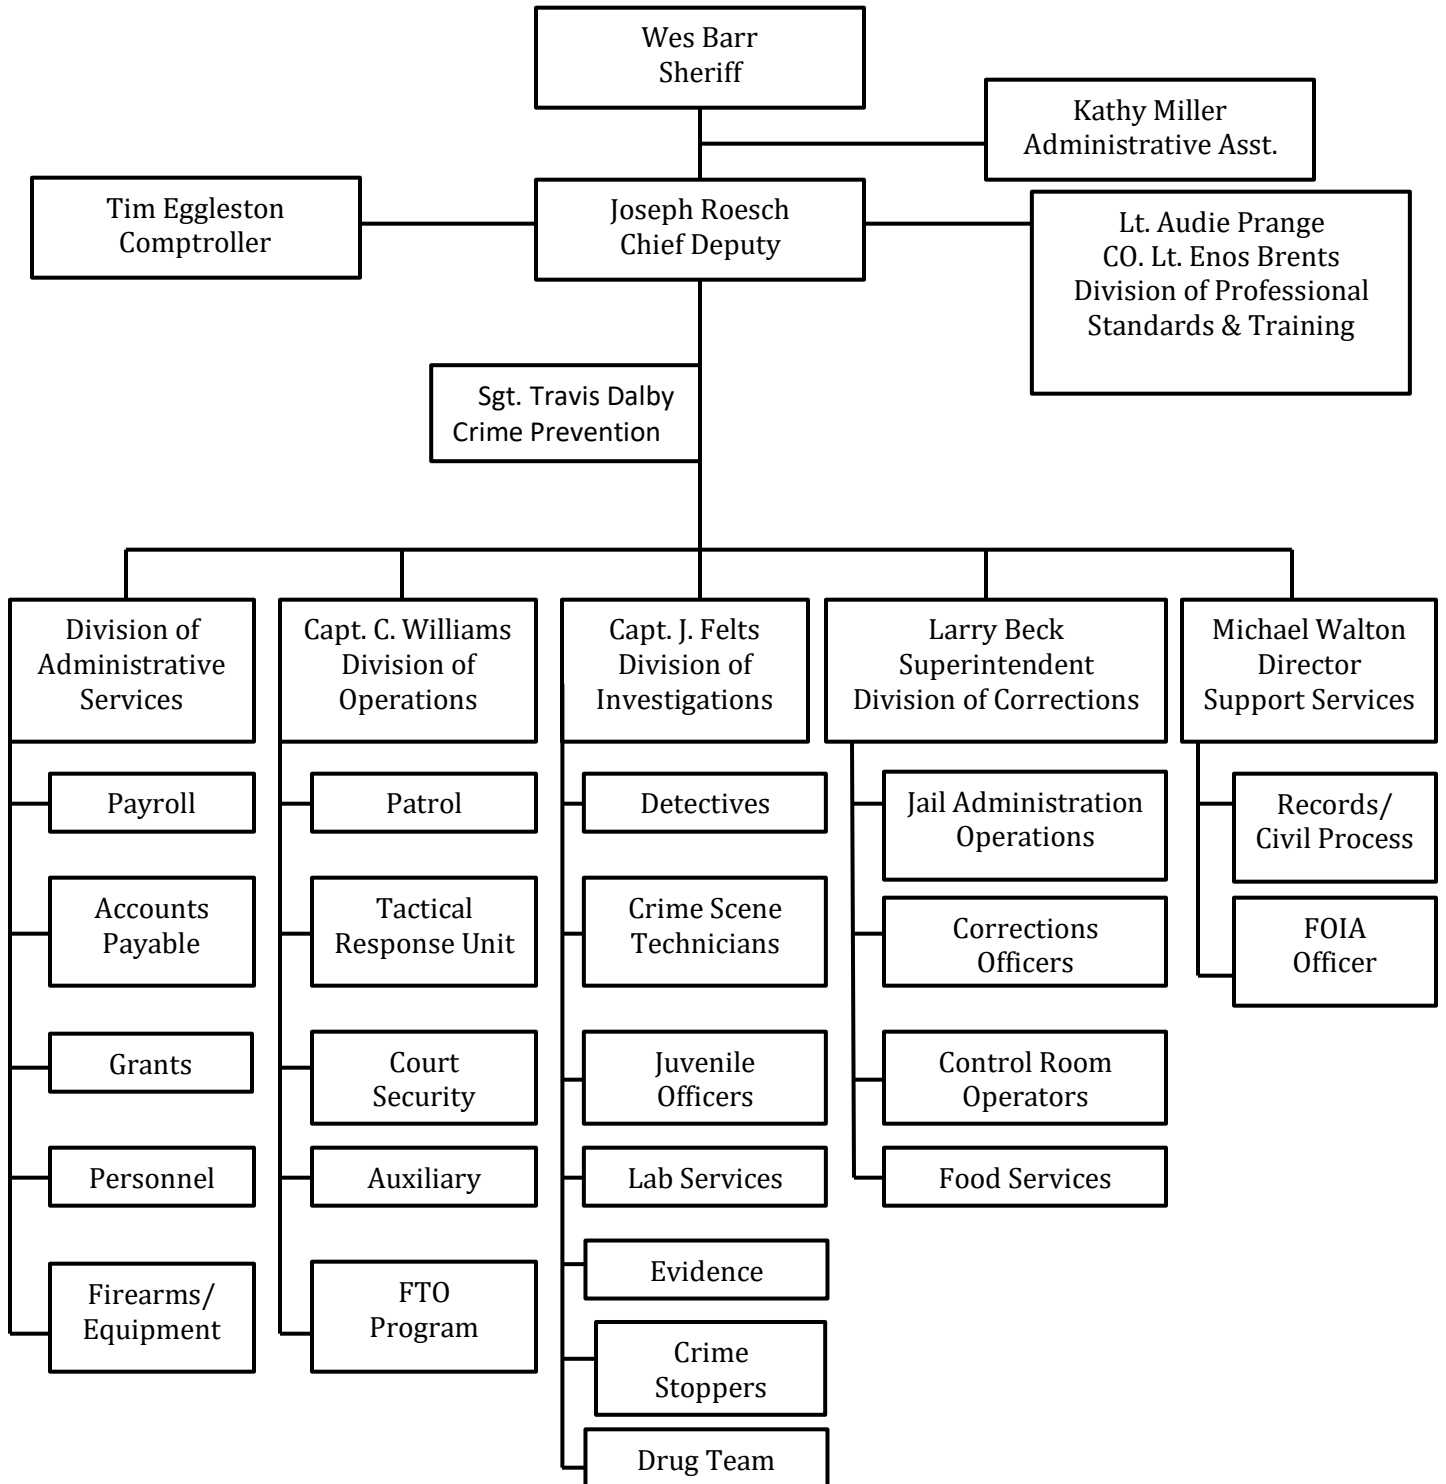 Wes Barr
Sheriff
Kathy Miller
Administrative Asst.
Tim Eggleston
Comptroller
Joseph Roesch
Chief Deputy
Lt. Audie Prange
CO. Lt. Enos Brents
Division of Professional
Standards & Training
Sgt. Travis Dalby
Crime Prevention
Division of
Administrative
Services
Payroll
Accounts
Payable
Grants
Personnel
Firearms/
Equipment
Capt. C. Williams
Division of
Operations
Patrol
Tactical
Response Unit
Court
Security
Auxiliary
FTO
Program
Capt. J. Felts
Division of
Investigations
Detectives
Crime Scene
Technicians
Juvenile
Officers
Lab Services
Evidence
Crime
Stoppers
Drug Team
Larry Beck
Superintendent
Division of Corrections
Jail Administration
Operations
Corrections
Officers
Control Room
Operators
Food Services
Michael Walton
Director
Support Services
Records/
Civil Process
FOIA
Officer